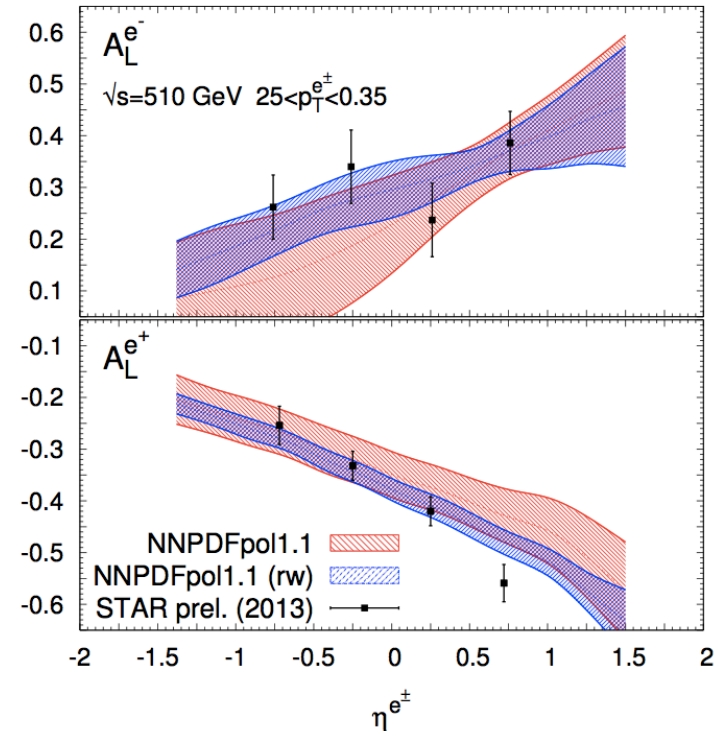 0.6
0.5
0.4
0.3
0.2
0.1
A_L^{e^-}
√s=510 GeV 25<p_T^{e^±}<0.35
-0.1
-0.2
-0.3
-0.4
-0.5
-0.6
A_L^{e^+}
NNPDFpol1.1
NNPDFpol1.1 (rw)
STAR prel. (2013)
-2 -1.5 -1 -0.5 0 0.5 1 1.5 2
η^{e^±}